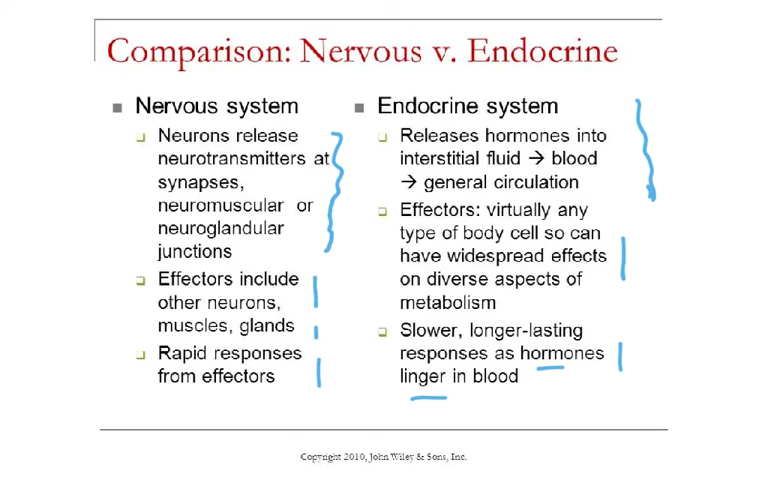 Comparison: Nervous v. Endocrine
Nervous system
Neurons release
neurotransmitters at
synapses,
neuromuscular or
neuroglandular
junctions
Effectors include
other neurons,
muscles, glands
Rapid responses
from effectors
Endocrine system
Releases hormones into
interstitial fluid → blood
→ general circulation
Effectors: virtually any
type of body cell so can
have widespread effects
on diverse aspects of
metabolism
Slower, longer-lasting
responses as hormones
linger in blood
Copyright 2010, John Wiley & Sons, Inc.